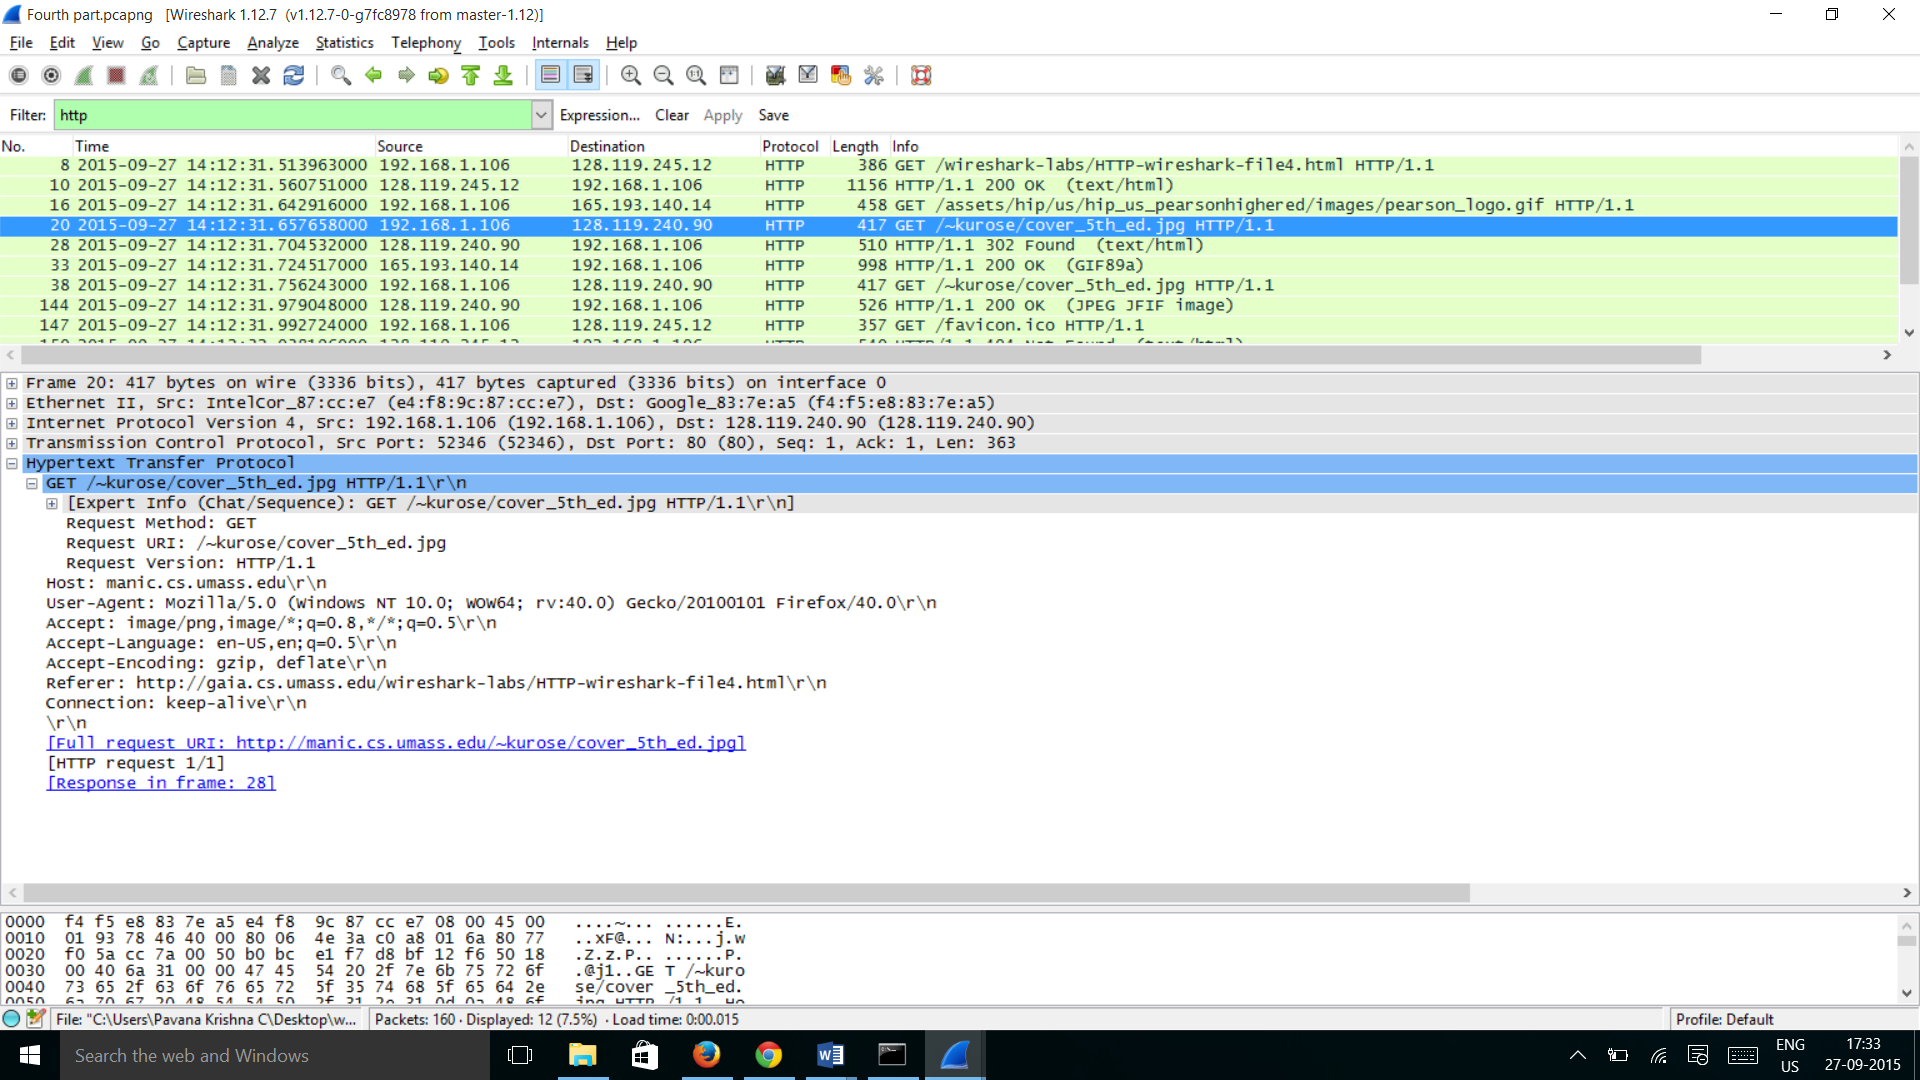 Fourth part.pcapng [Wireshark 1.12.7 (v1.12.7-0-g7fc8978 from master-1.12)]
File Edit View Go Capture Analyze Statistics Telephony Tools Internals Help
Filter: http Expression... Clear Apply Save
No. Time Source Destination Protocol Length Info
8 2015-09-27 14:12:31.513963000 192.168.1.106 128.119.245.12 HTTP 386 GET /wireshark-labs/HTTP-wireshark-file4.html HTTP/1.1
10 2015-09-27 14:12:31.560751000 128.119.245.12 192.168.1.106 HTTP 1156 HTTP/1.1 200 OK (text/html)
16 2015-09-27 14:12:31.642916000 192.168.1.106 165.193.140.14 HTTP 458 GET /assets/hip/us/hip_us_pearsonhighered/images/pearson_logo.gif HTTP/1.1
20 2015-09-27 14:12:31.657658000 192.168.1.106 128.119.240.90 HTTP 417 GET /~kurose/cover_5th_ed.jpg HTTP/1.1
28 2015-09-27 14:12:31.704532000 128.119.240.90 192.168.1.106 HTTP 510 HTTP/1.1 302 Found (text/html)
33 2015-09-27 14:12:31.724517000 165.193.140.14 192.168.1.106 HTTP 998 HTTP/1.1 200 OK (GIF89a)
38 2015-09-27 14:12:31.756243000 192.168.1.106 128.119.240.90 HTTP 417 GET /~kurose/cover_5th_ed.jpg HTTP/1.1
144 2015-09-27 14:12:31.979048000 128.119.240.90 192.168.1.106 HTTP 526 HTTP/1.1 200 OK (JPEG JFIF image)
147 2015-09-27 14:12:31.992724000 192.168.1.106 128.119.245.12 HTTP 357 GET /favicon.ico HTTP/1.1
Frame 20: 417 bytes on wire (3336 bits), 417 bytes captured (3336 bits) on interface 0
Ethernet II, Src: IntelCor_87:cc:e7 (e4:f8:9c:87:cc:e7), Dst: Google_83:7e:a5 (f4:f5:e8:83:7e:a5)
Internet Protocol Version 4, Src: 192.168.1.106 (192.168.1.106), Dst: 128.119.240.90 (128.119.240.90)
Transmission Control Protocol, Src Port: 52346 (52346), Dst Port: 80 (80), Seq: 1, Ack: 1, Len: 363
Hypertext Transfer Protocol
GET /~kurose/cover_5th_ed.jpg HTTP/1.1\r\n
[Expert Info (Chat/Sequence): GET /~kurose/cover_5th_ed.jpg HTTP/1.1\r\n]
Request Method: GET
Request URI: /~kurose/cover_5th_ed.jpg
Request Version: HTTP/1.1
Host: manic.cs.umass.edu\r\n
User-Agent: Mozilla/5.0 (Windows NT 10.0; WOW64; rv:40.0) Gecko/20100101 Firefox/40.0\r\n
Accept: image/png,image/*;q=0.8,*/*;q=0.5\r\n
Accept-Language: en-US,en;q=0.5\r\n
Accept-Encoding: gzip, deflate\r\n
Referer: http://gaia.cs.umass.edu/wireshark-labs/HTTP-wireshark-file4.html\r\n
Connection: keep-alive\r\n
\r\n
[Full request URI: http://manic.cs.umass.edu/~kurose/cover_5th_ed.jpg]
[HTTP request 1/1]
[Response in frame: 28]
0000 f4 f5 e8 83 7e a5 e4 f8 9c 87 cc e7 08 00 45 00 ....~... ......E.
0010 01 93 78 46 40 00 80 06 4e 3a c0 a8 01 6a 80 77 ..xF@... N:...j.w
0020 f0 5a cc 7a 00 50 b0 bc e1 f7 d8 bf 12 f6 50 18 .Z.z.P.. ......P.
0030 00 40 6a 31 00 00 47 45 54 20 2f 7e 6b 75 72 6f .@j1..GE T /~kuro
0040 73 65 2f 63 6f 76 65 72 5f 35 74 68 5f 65 64 2e se/cover _5th_ed.
0050 6a 70 67 20 48 54 54 50 2f 31 2e 31 0d 0a 48 6f jpg HTTP /1.1..Ho
File: "C:\Users\Pavana Krishna C\Desktop\w... Packets: 160 · Displayed: 12 (7.5%) · Load time: 0:00.015 Profile: Default
Search the web and Windows
ENG
US
17:33
27-09-2015